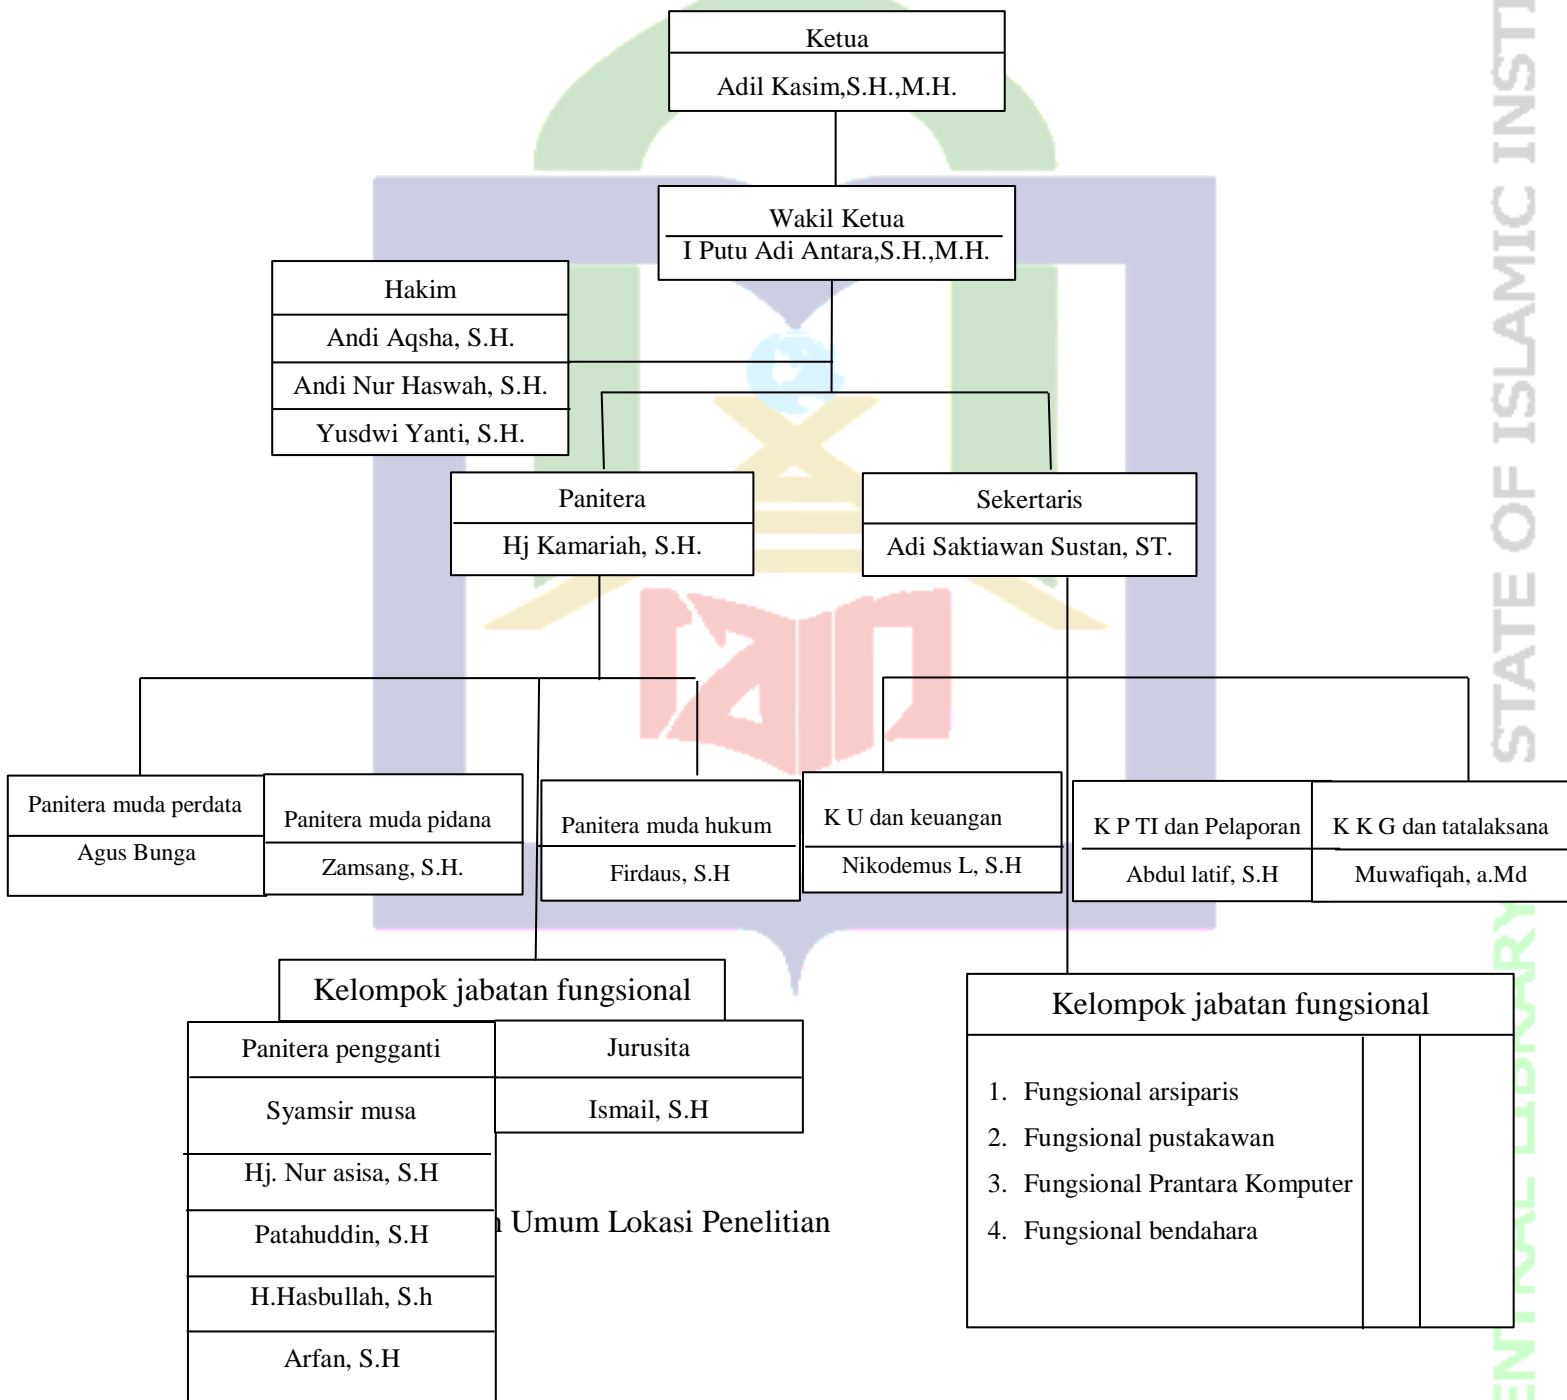 Ketua
Adil Kasim,S.H.,M.H.
Wakil Ketua
I Putu Adi Antara,S.H.,M.H.
Hakim
Andi Aqsha, S.H.
Andi Nur Haswah, S.H.
Yusdwi Yanti, S.H.
Panitera
Hj Kamariah, S.H.
Sekertaris
Adi Saktiawan Sustan, ST.
Panitera muda perdata
Agus Bunga
Panitera muda pidana
Zamsang, S.H.
Panitera muda hukum
Firdaus, S.H
K U dan keuangan
Nikodemus L, S.H
K P TI dan Pelaporan
Abdul latif, S.H
K K G dan tatalaksana
Muwafiqah, a.Md
Kelompok jabatan fungsional
Panitera pengganti
Syamsir musa
Hj. Nur asisa, S.H
Patahuddin, S.H
H.Hasbullah, S.h
Arfan, S.H
Jurusita
Ismail, S.H
Umum Lokasi Penelitian
Kelompok jabatan fungsional
1. Fungsional arsiparis
2. Fungsional pustakawan
3. Fungsional Prantara Komputer
4. Fungsional bendahara
STATE OF ISLAMIC